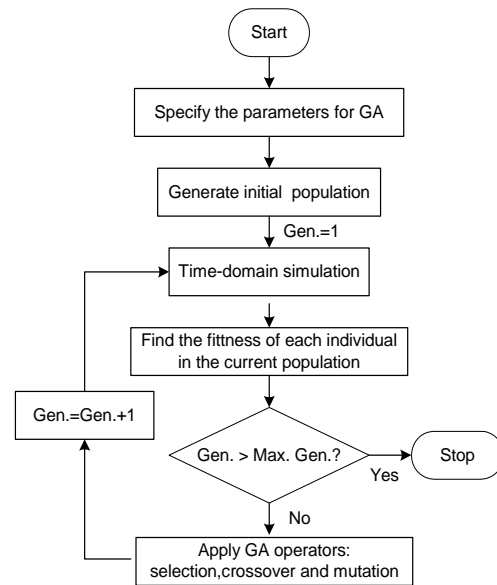 Start
Specify the parameters for GA
Generate initial population
Gen.=1
Time-domain simulation
Find the fittness of each individual
in the current population
Gen.=Gen.+1
Gen. > Max. Gen.?
Yes
Stop
No
Apply GA operators:
selection,crossover and mutation